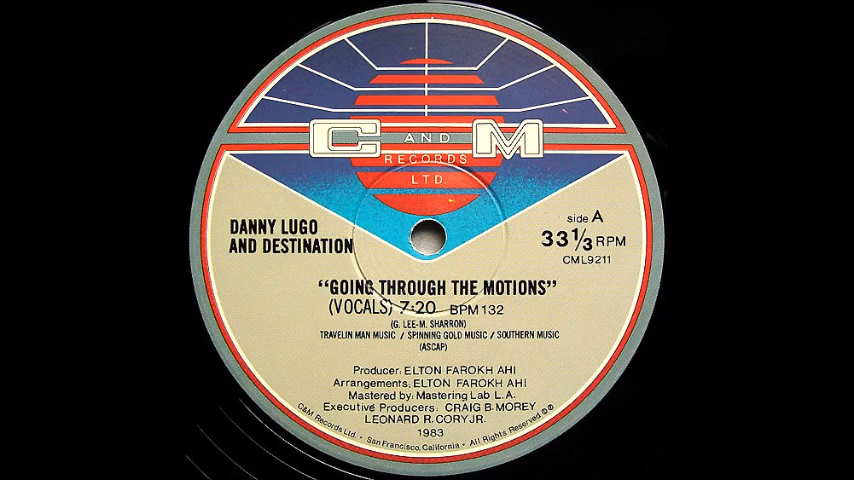 C AND M
RECORDS
LTD.
DANNY LUGO
AND DESTINATION
side A
33 1/3 RPM
CML9211
"GOING THROUGH THE MOTIONS"
(VOCALS) 7:20 BPM 132
(G. LEE-M. SHARRON)
TRAVELIN MAN MUSIC / SPINNING GOLD MUSIC / SOUTHERN MUSIC
(ASCAP)
Producer: ELTON FAROKH AHI
Arrangements, ELTON FAROKH AHI
Mastered by: Mastering Lab L.A.
Executive Producers: CRAIG B. MOREY
LEONARD R. CORY JR.
1983
C&M Records Ltd. • San Francisco, California • All Rights Reserved ©℗